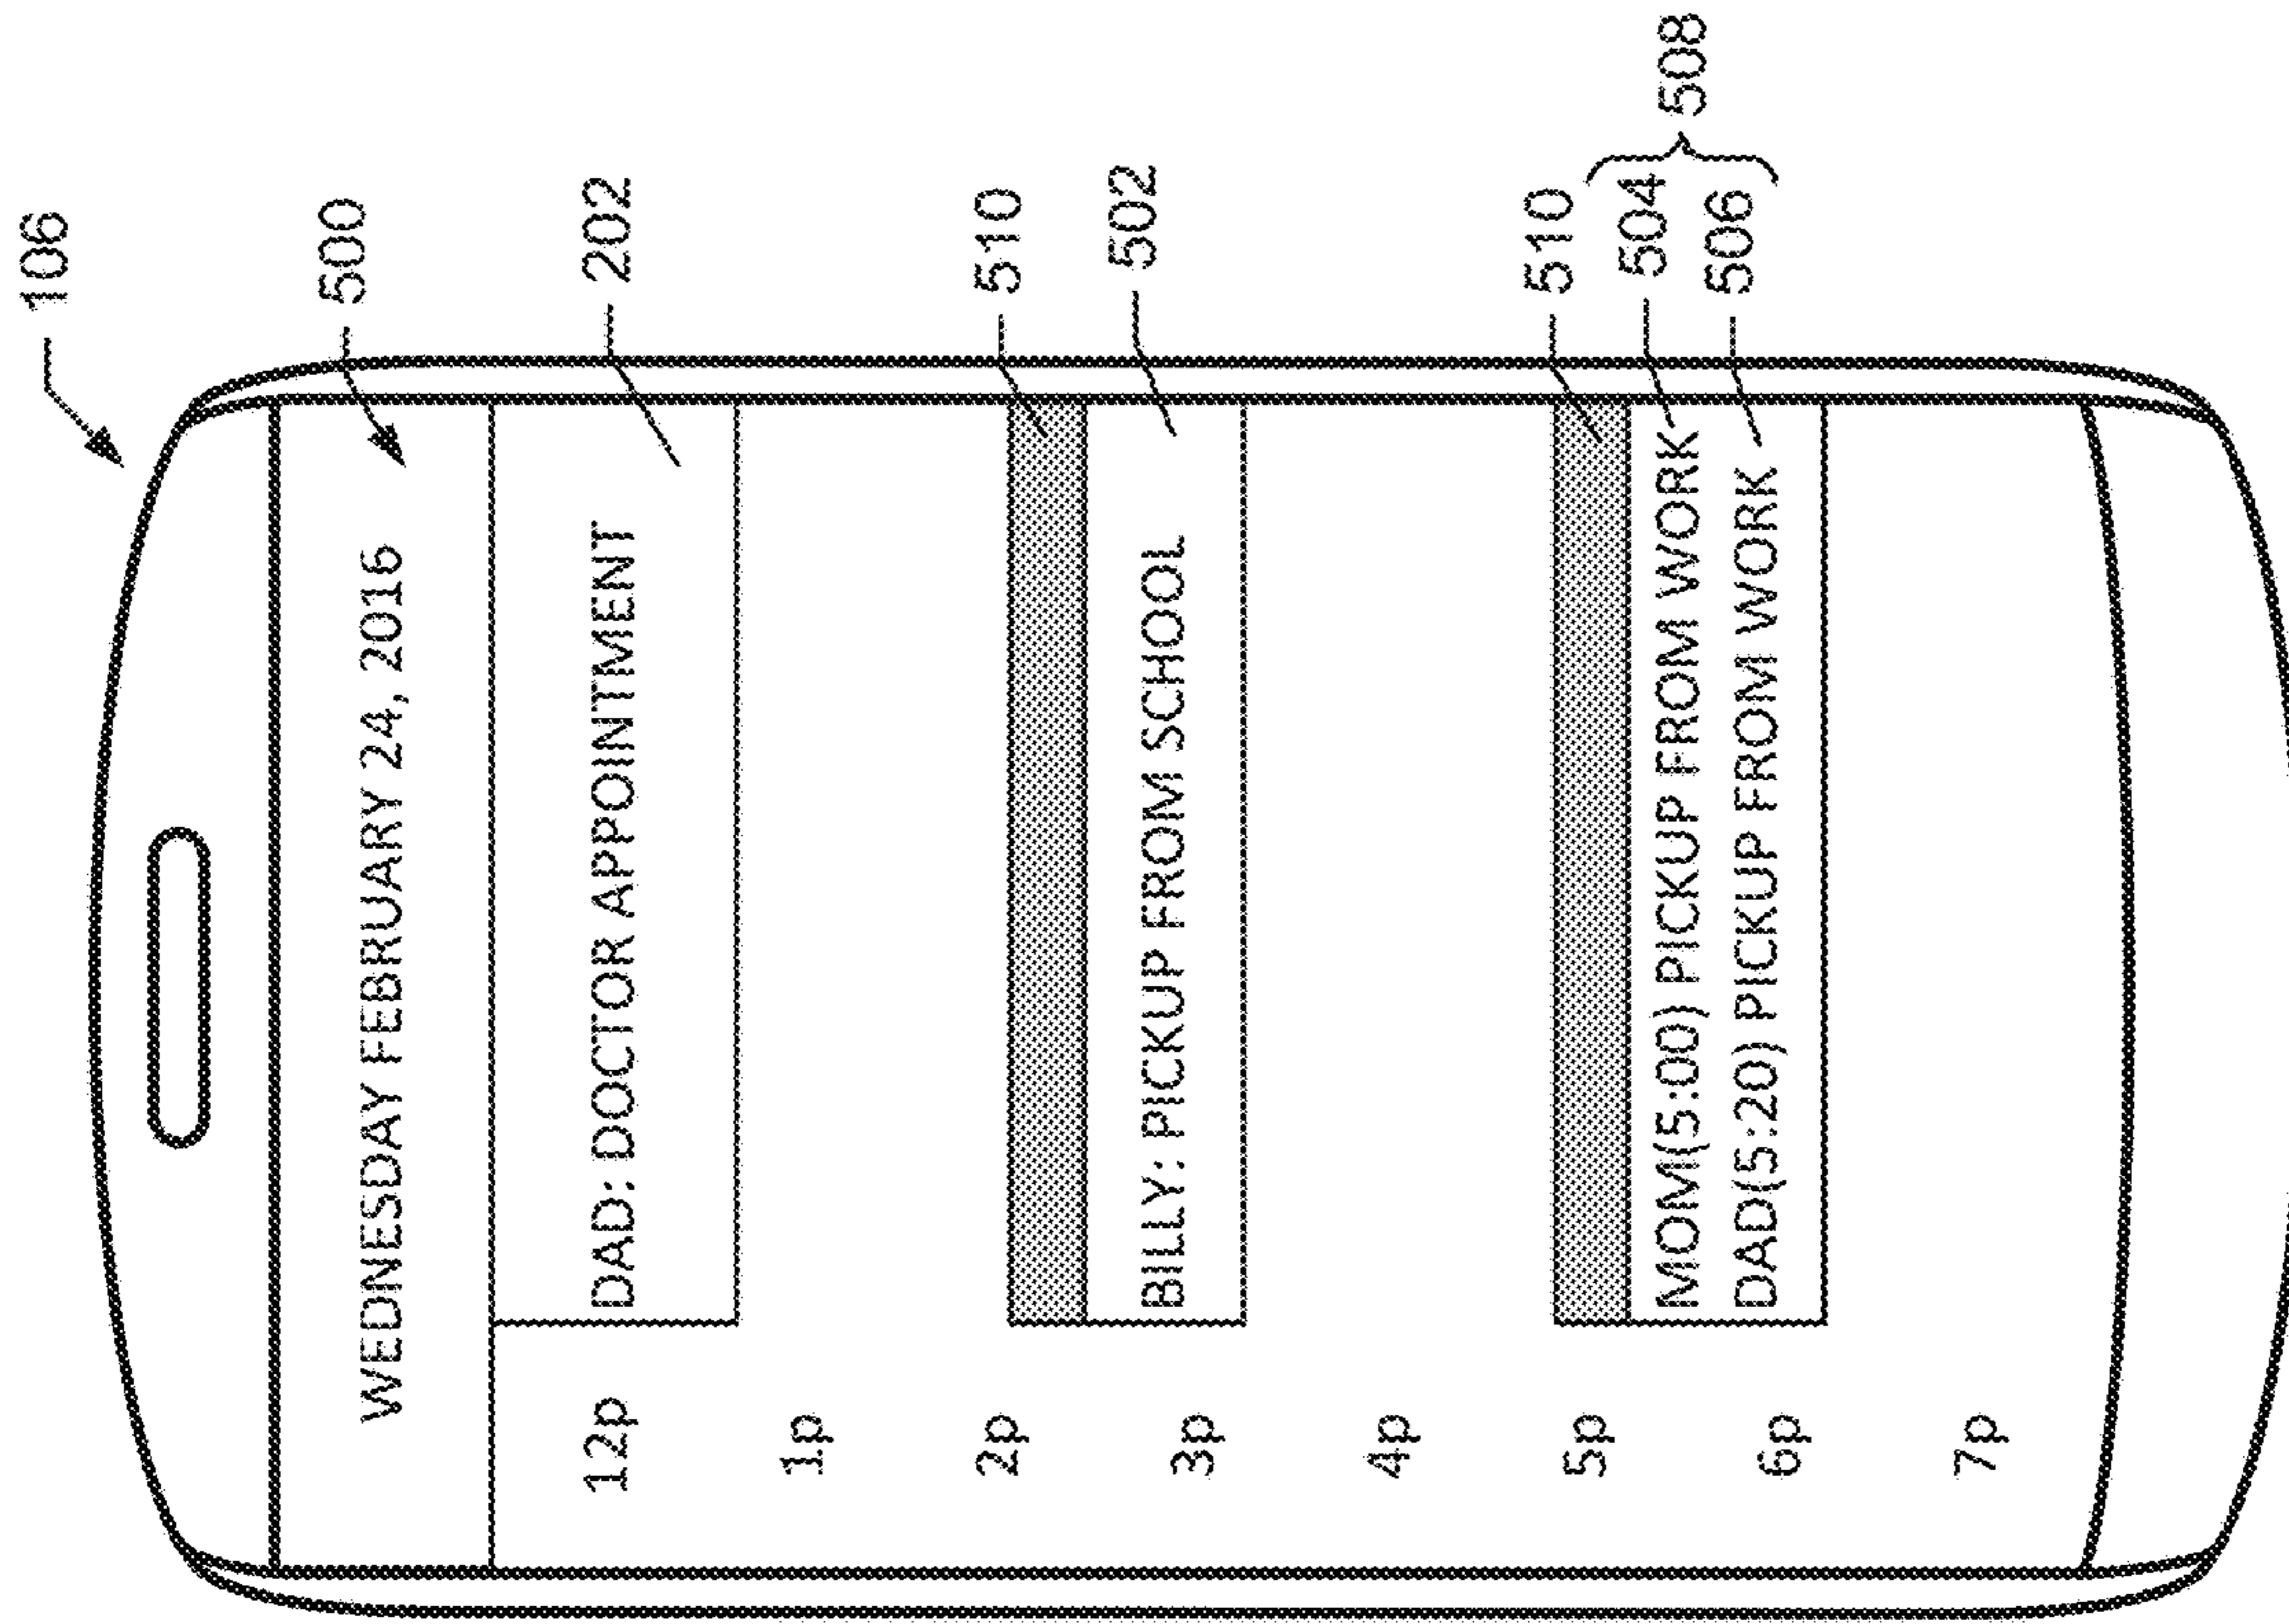 106
500
WEDNESDAY FEBRUARY 24, 2016
202
12p
DAD: DOCTOR APPOINTMENT
1p
510
2p
502
BILLY: PICKUP FROM SCHOOL
3p
4p
510
5p
504
MOM(5:00) PICKUP FROM WORK
508
506
DAD(5:20) PICKUP FROM WORK
6p
7p